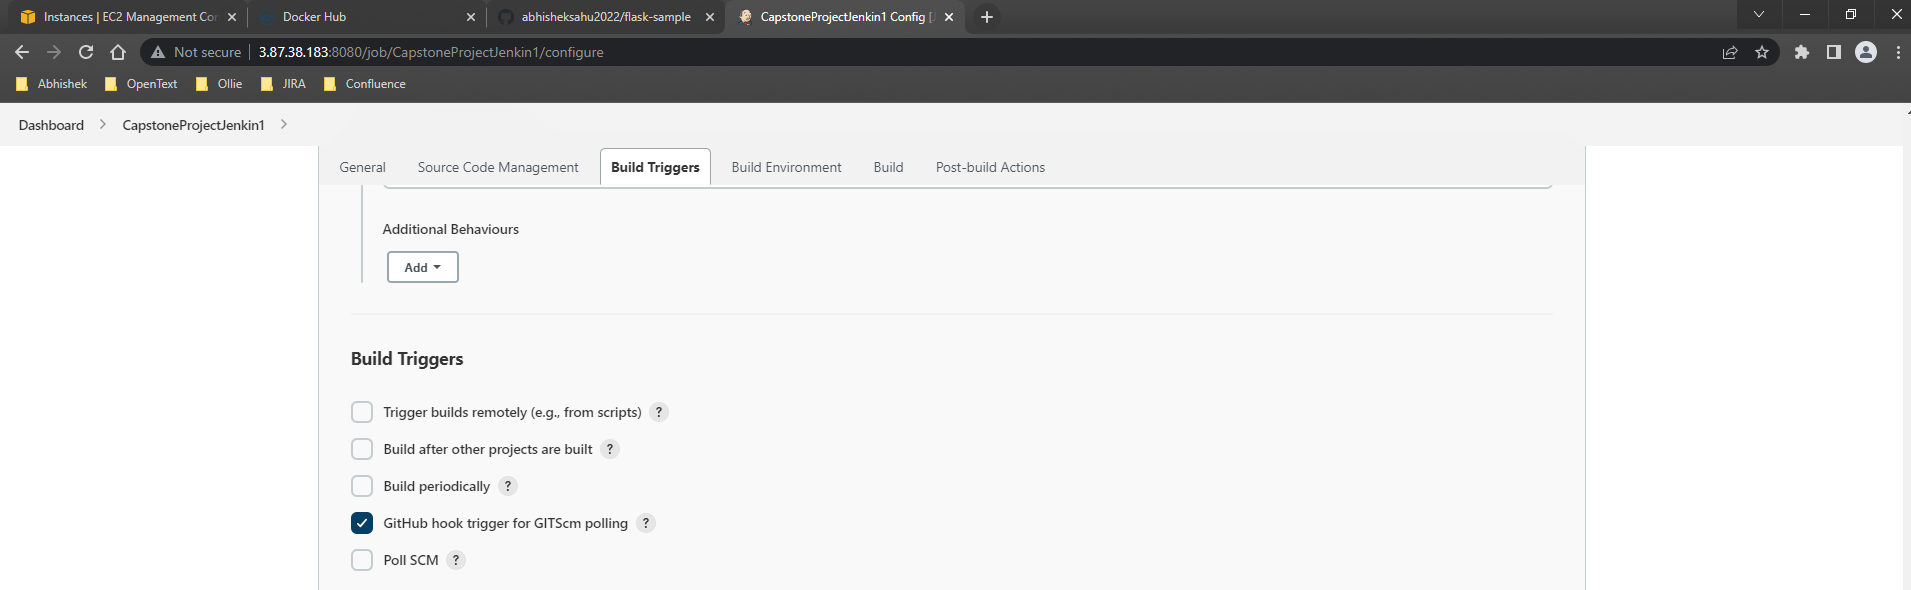 Instances | EC2 Management Con
Docker Hub
abhisheksahu2022/flask-sample
CapstoneProjectJenkin1 Config [J
Not secure
3.87.38.183:8080/job/CapstoneProjectJenkin1/configure
Abhishek
OpenText
Ollie
JIRA
Confluence
Dashboard
CapstoneProjectJenkin1
General
Source Code Management
Build Triggers
Build Environment
Build
Post-build Actions
Additional Behaviours
Add
Build Triggers
Trigger builds remotely (e.g., from scripts) ?
Build after other projects are built ?
Build periodically ?
GitHub hook trigger for GITScm polling ?
Poll SCM ?